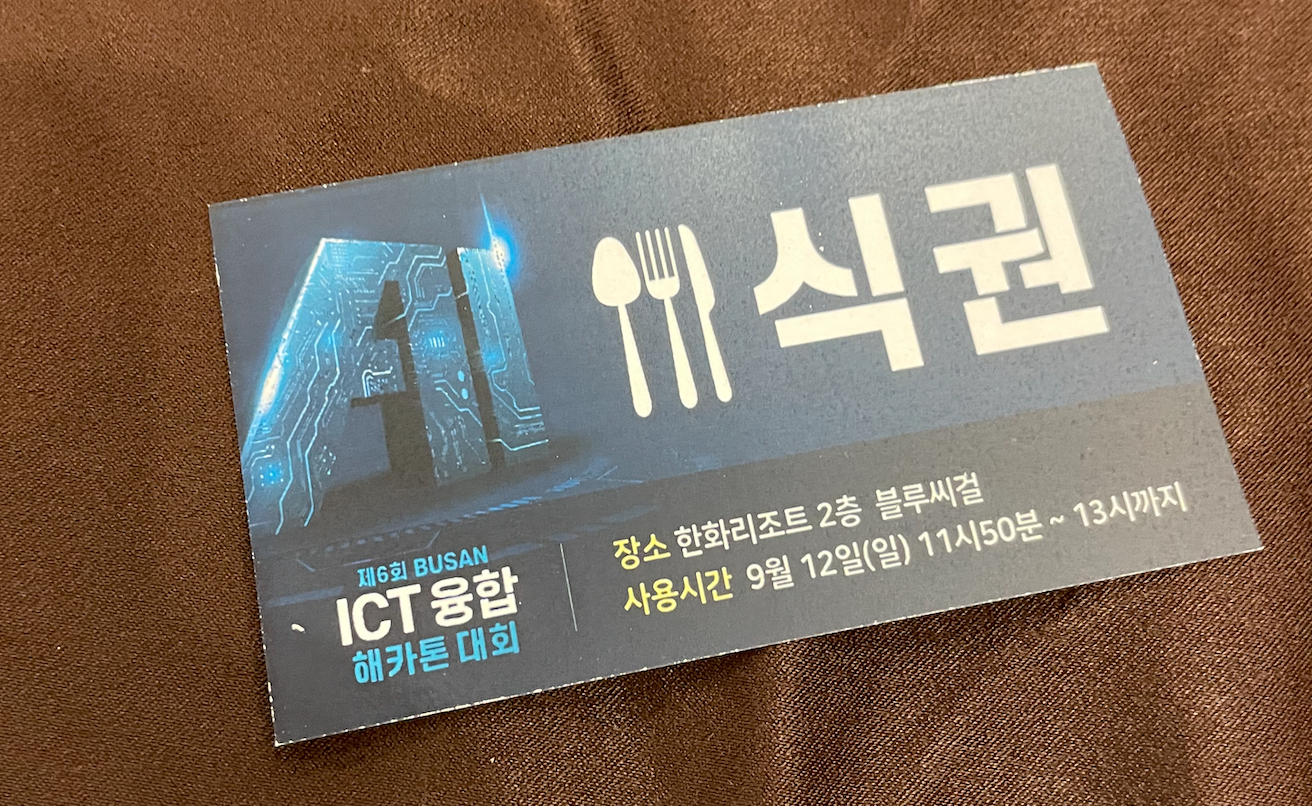 AI
식권
제6회 BUSAN
ICT 융합
해카톤 대회
장소 한화리조트 2층 블루씨걸
사용시간 9월 12일(일) 11시50분 ~ 13시까지